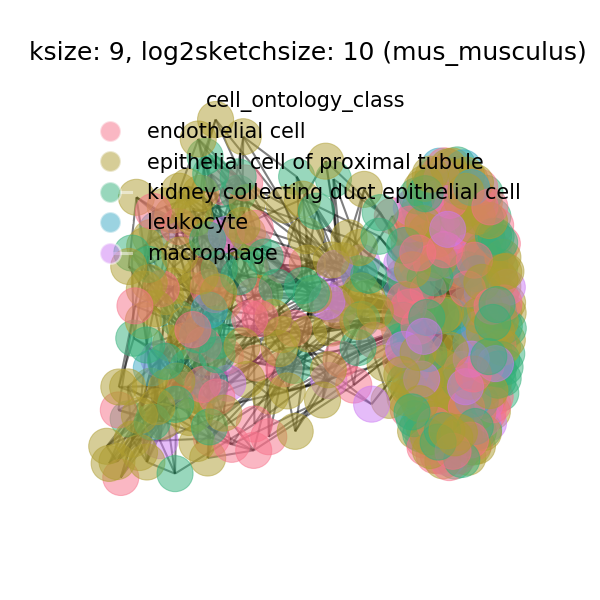 ksize: 9, log2sketchsize: 10 (mus_musculus)
cell_ontology_class
endothelial cell
epithelial cell of proximal tubule
kidney collecting duct epithelial cell
leukocyte
macrophage